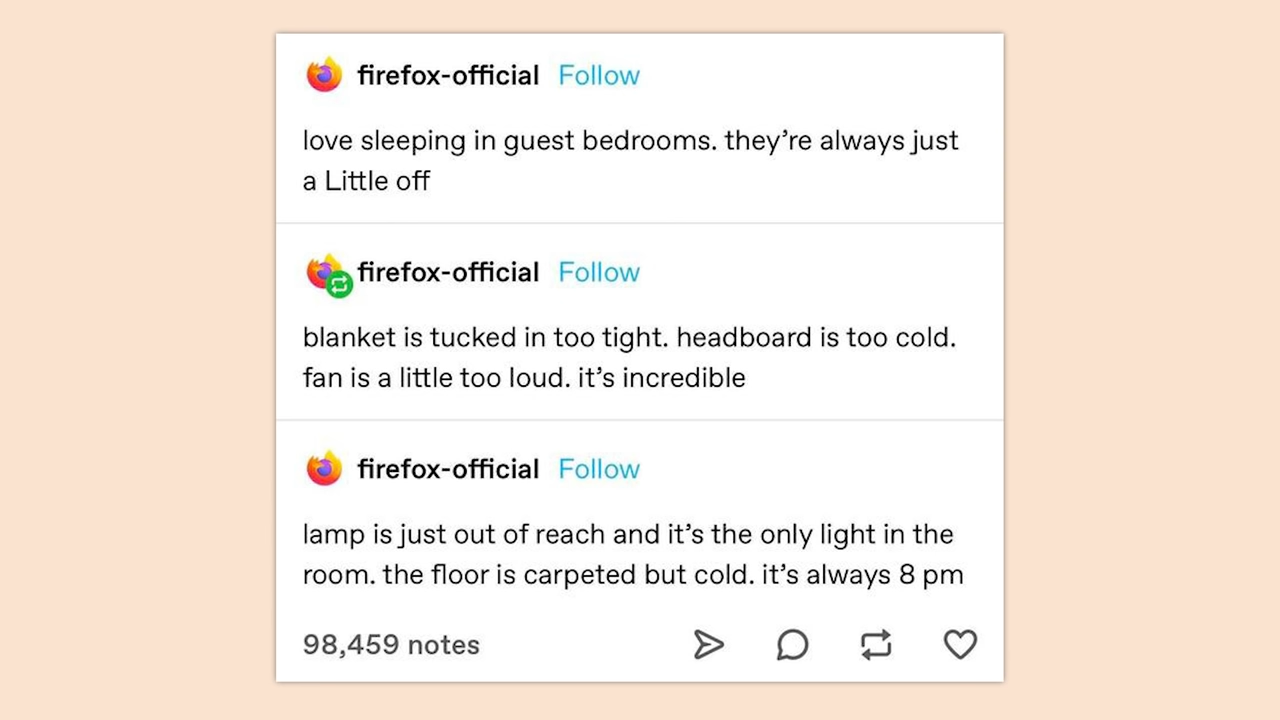 firefox-official Follow
love sleeping in guest bedrooms. they’re always just
a Little off
firefox-official Follow
blanket is tucked in too tight. headboard is too cold.
fan is a little too loud. it’s incredible
firefox-official Follow
lamp is just out of reach and it’s the only light in the
room. the floor is carpeted but cold. it’s always 8 pm
98,459 notes